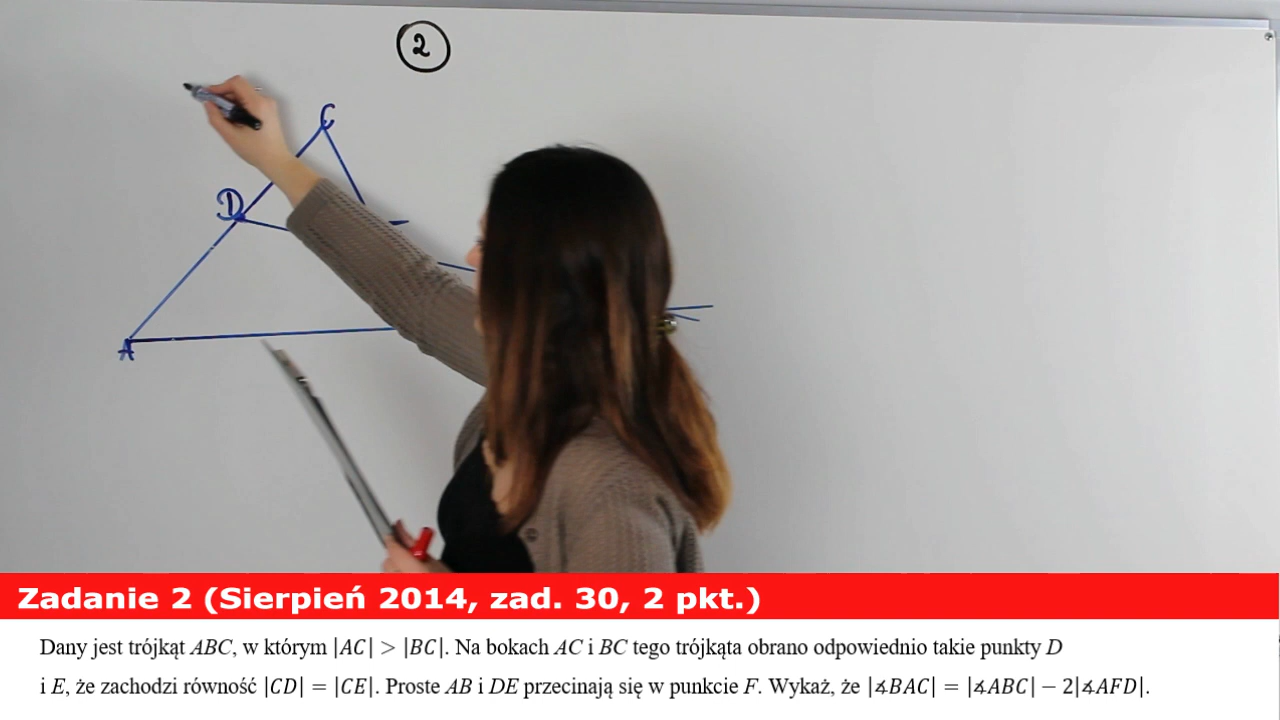 2
C
D
A
Zadanie 2 (Sierpień 2014, zad. 30, 2 pkt.)
Dany jest trójkąt ABC, w którym |AC| > |BC|. Na bokach AC i BC tego trójkąta obrano odpowiednio takie punkty D
i E, że zachodzi równość |CD| = |CE|. Proste AB i DE przecinają się w punkcie F. Wykaż, że |∡BAC| = |∡ABC| − 2|∡AFD|.